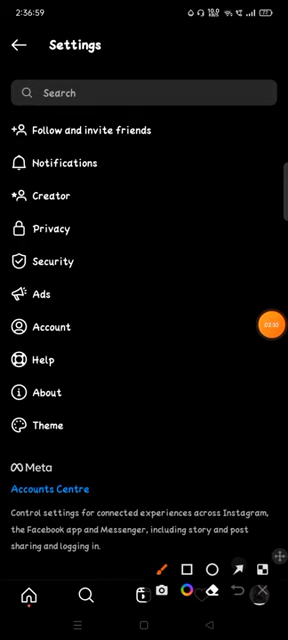 2:36:59
Settings
Search
Follow and invite friends
Notifications
Creator
Privacy
Security
Ads
Account
02:10
Help
About
Theme
Meta
Accounts Centre
Control settings for connected experiences across Instagram,
the Facebook app and Messenger, including story and post
sharing and logging in.